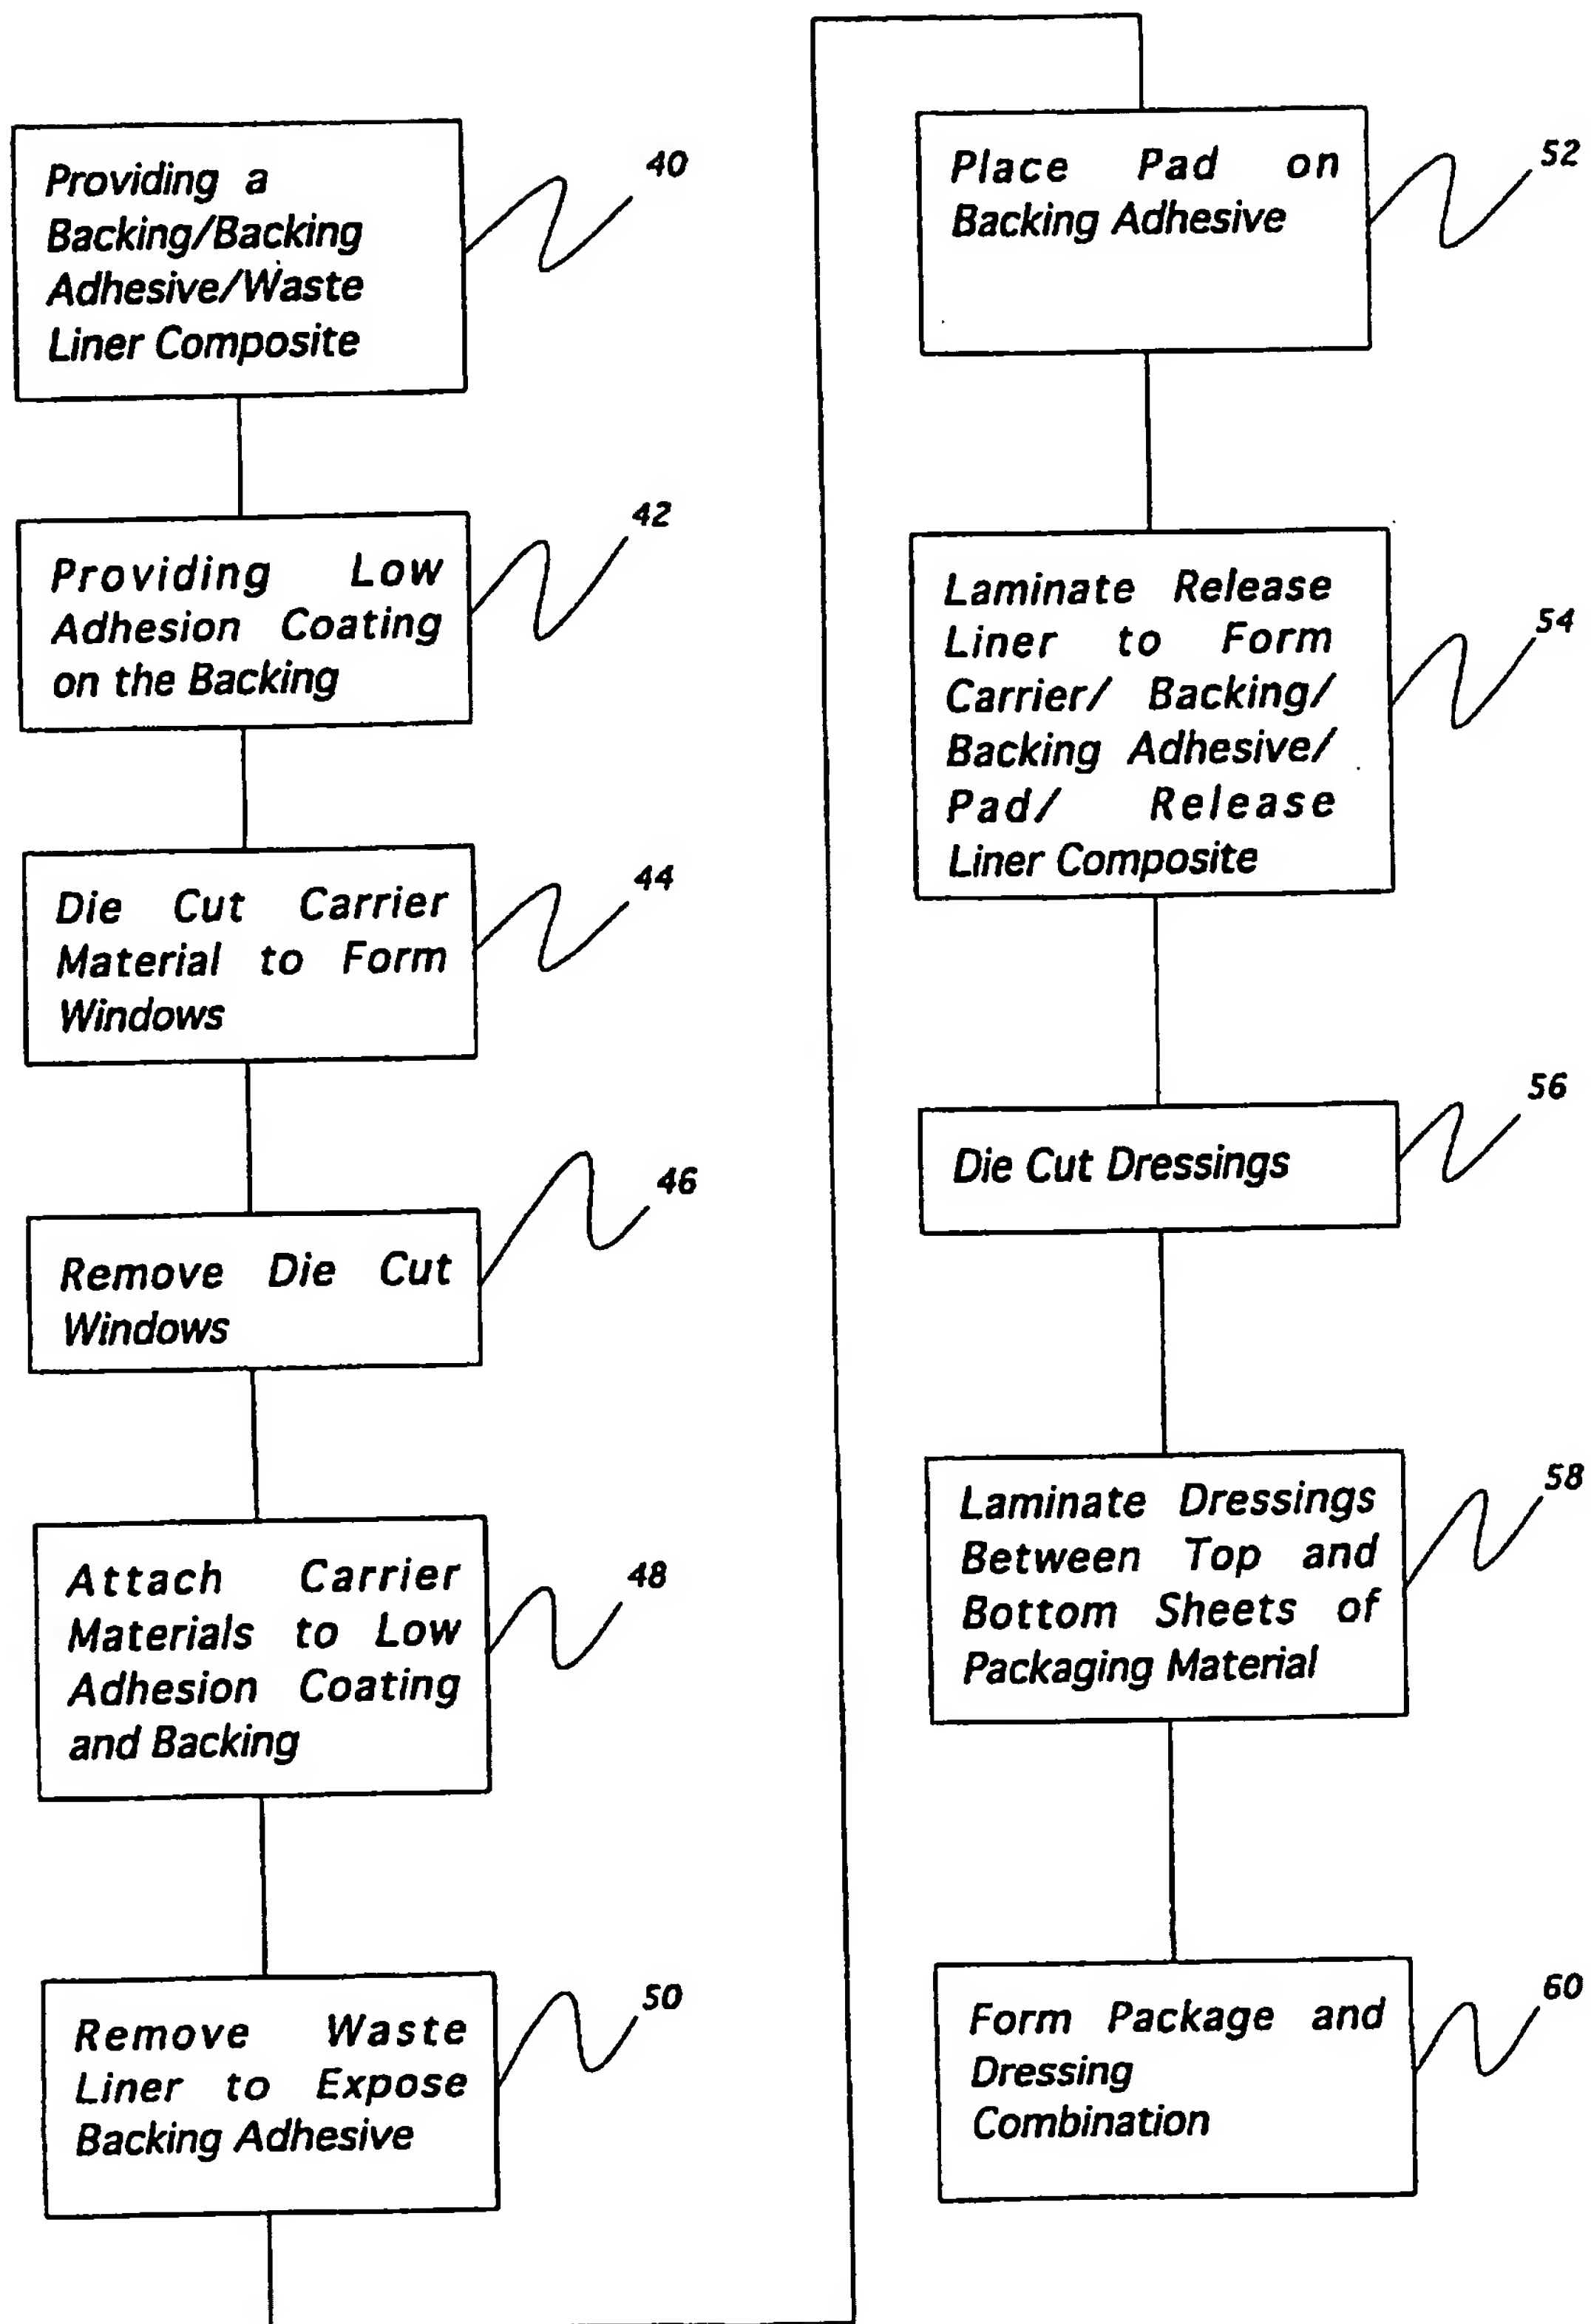 Providing a
Backing/Backing
Adhesive/Waste
Liner Composite
40
Providing Low
Adhesion Coating
on the Backing
42
Die Cut Carrier
Material to Form
Windows
44
Remove Die Cut
Windows
46
Attach Carrier
Materials to Low
Adhesion Coating
and Backing
48
Remove Waste
Liner to Expose
Backing Adhesive
50
Place Pad on
Backing Adhesive
52
Laminate Release
Liner to Form
Carrier/ Backing/
Backing Adhesive/
Pad/ Release
Liner Composite
54
Die Cut Dressings
56
Laminate Dressings
Between Top and
Bottom Sheets of
Packaging Material
58
Form Package and
Dressing
Combination
60